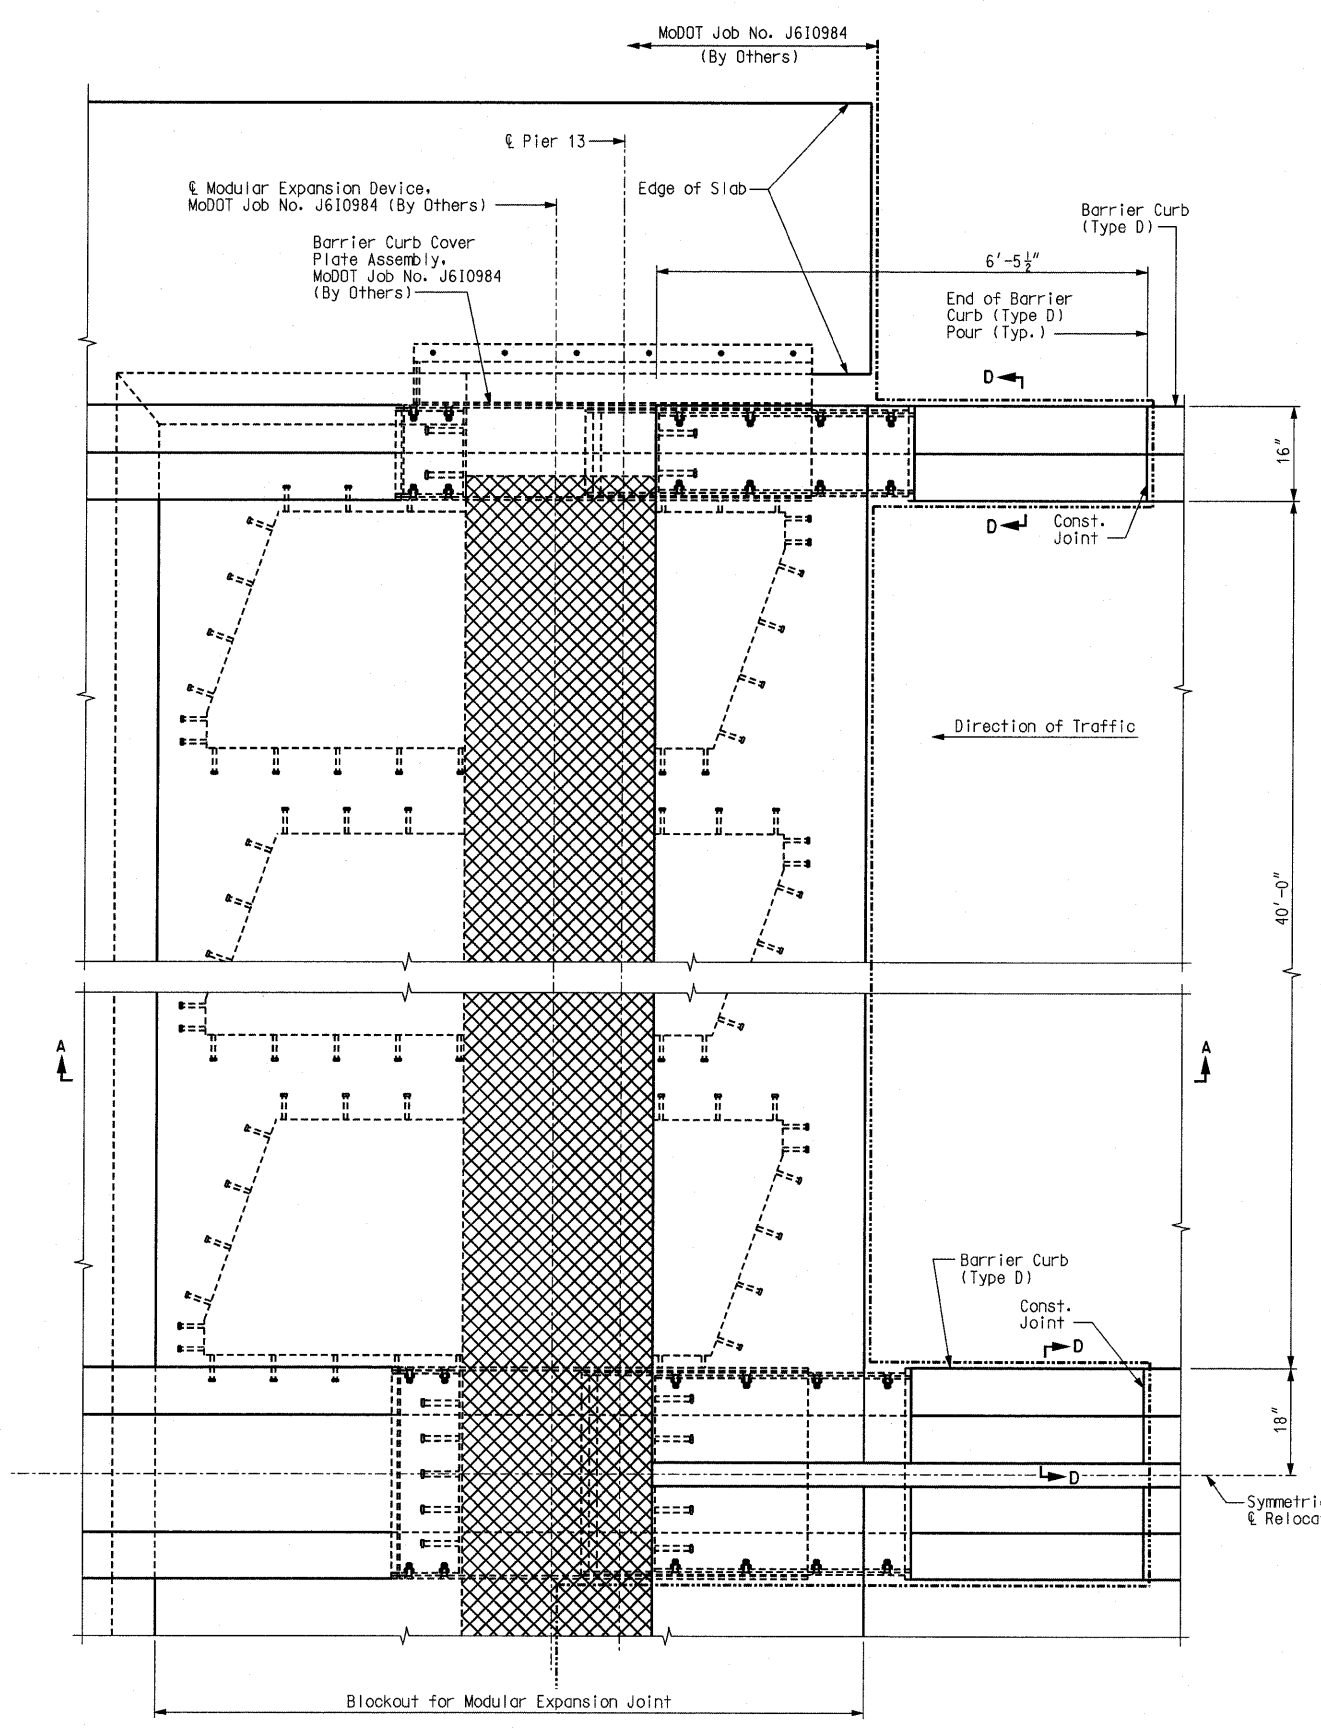 MoDOT Job No. J6I0984
(By Others)
℄ Pier 13
℄ Modular Expansion Device,
MoDOT Job No. J6I0984 (By Others)
Edge of Slab
Barrier Curb
(Type D)
Barrier Curb Cover
Plate Assembly,
MoDOT Job No. J6I0984
(By Others)
6'-5½"
End of Barrier
Curb (Type D)
Pour (Typ.)
D
16"
D
Const.
Joint
Direction of Traffic
40'-0"
A
A
Barrier Curb
(Type D)
Const.
Joint
D
18"
D
℄
Blockout for Modular Expansion Joint